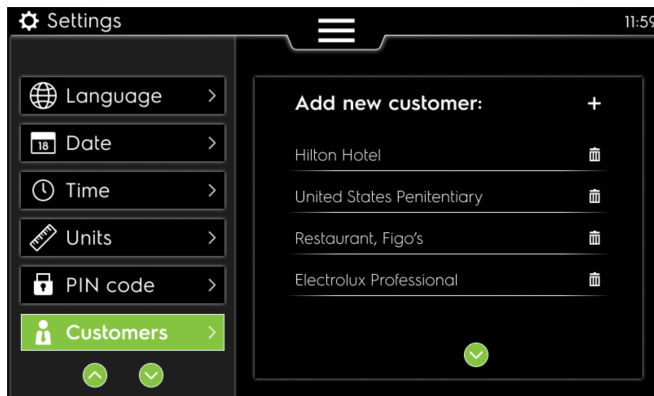 Settings
11:59
Language
18 Date
Time
Units
PIN code
Customers
Add new customer: +
Hilton Hotel
United States Penitentiary
Restaurant, Figo's
Electrolux Professional